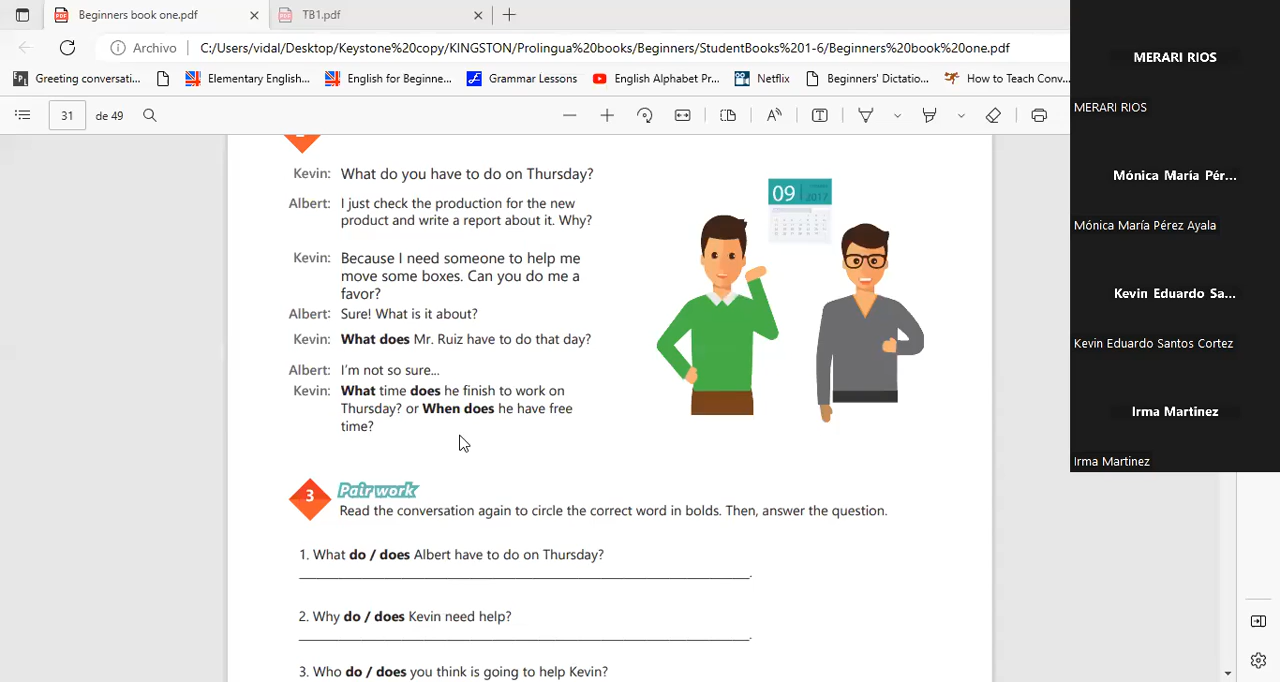 Beginners book one.pdf
TB1.pdf
Archivo
C:/Users/vidal/Desktop/Keystone%20copy/KINGSTON/Prolingua%20books/Beginners/StudentBooks%201-6/Beginners%20book%20one.pdf
Greeting conversati...
Elementary English...
English for Beginne...
Grammar Lessons
English Alphabet Pr...
Netflix
Beginners' Dictatio...
How to Teach Conv...
31
de 49
Kevin: What do you have to do on Thursday?
Albert: I just check the production for the new
product and write a report about it. Why?
Kevin: Because I need someone to help me
move some boxes. Can you do me a
favor?
Albert: Sure! What is it about?
Kevin: What does Mr. Ruiz have to do that day?
Albert: I'm not so sure...
Kevin: What time does he finish to work on
Thursday? or When does he have free
time?
09
2017
3
Pair work
Read the conversation again to circle the correct word in bolds. Then, answer the question.
1. What do / does Albert have to do on Thursday?
2. Why do / does Kevin need help?
3. Who do / does you think is going to help Kevin?
MERARI RIOS
MERARI RIOS
Mónica María Pér...
Mónica María Pérez Ayala
Kevin Eduardo Sa...
Kevin Eduardo Santos Cortez
Irma Martinez
Irma Martinez